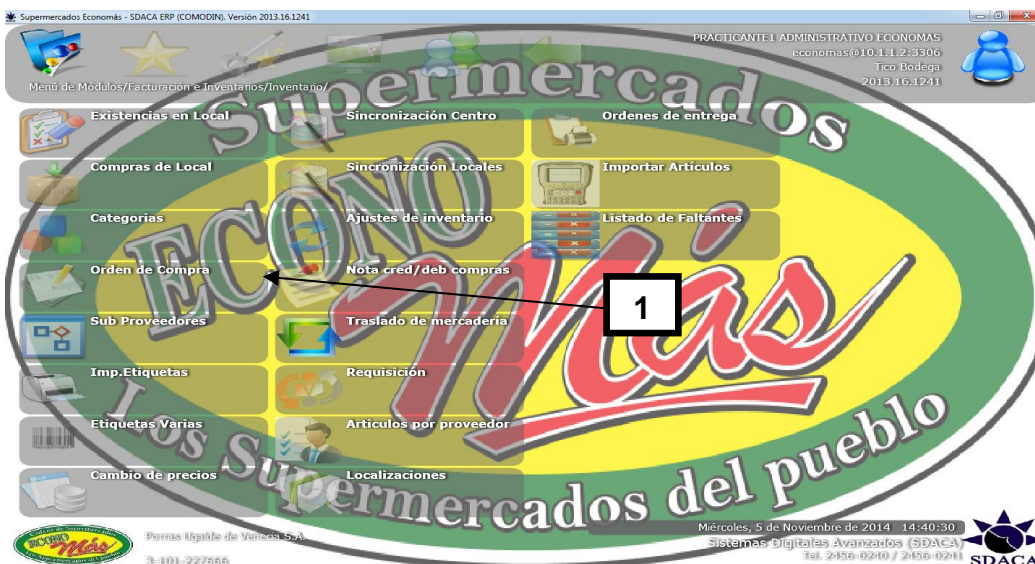 Supermercados Economás - SDACA ERP (COMODIN). Versión 2013.16.1241
PRACTICANTE1 ADMINISTRATIVO ECONOMAS
economas@10.1.1.2:3306
Tico Bodega
2013.16.1241
Menú de Módulos/Facturación e Inventarios/Inventario/
Supermercados
Existencias en Local
Sincronización Centro
Ordenes de entrega
Compras de Local
Sincronización Locales
Importar Artículos
Categorias
Ajustes de inventario
Listado de Faltantes
ECONO
Más
Orden de Compra
Nota cred/deb compras
1
Sub Proveedores
Traslado de mercadería
Imp.Etiquetas
Requisición
Etiquetas Varias
Articulos por proveedor
Cambio de precios
Localizaciones
Los Supermercados del pueblo
Miércoles, 5 de Noviembre de 2014 14:40:30
Sistemas Digitales Avanzados (SDACA)
Tel. 2456-0240 / 2456-0241
SDACA
ECONO
Más
Porras Ugalde de Venecia S.A.
3-101-227666